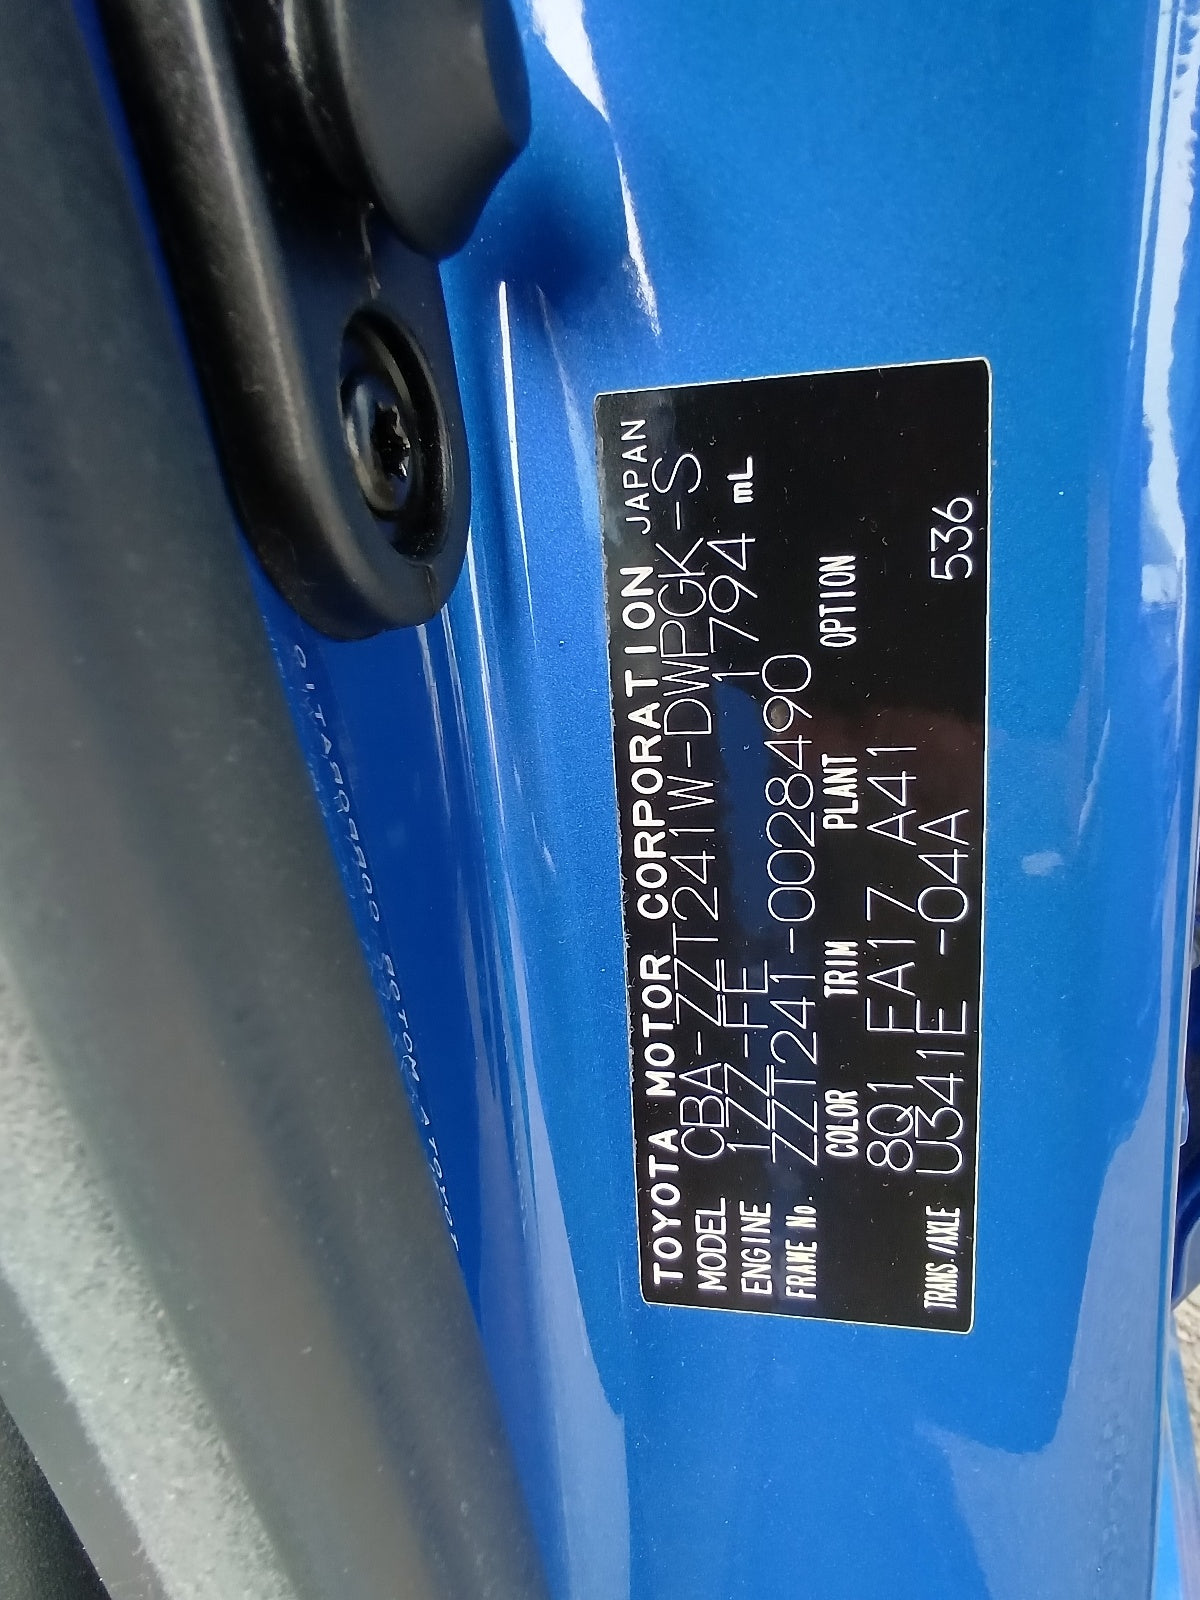 TOYOTA MOTOR CORPORATION JAPAN
MODEL CBA-ZZT241W-DWPGK-S
ENGINE 1ZZ-FE 1794 mL
FRAME No. ZZT241-0028490
COLOR TRIM PLANT OPTION
8Q1 FA17 A41
TRANS./AXLE U341E -04A 536